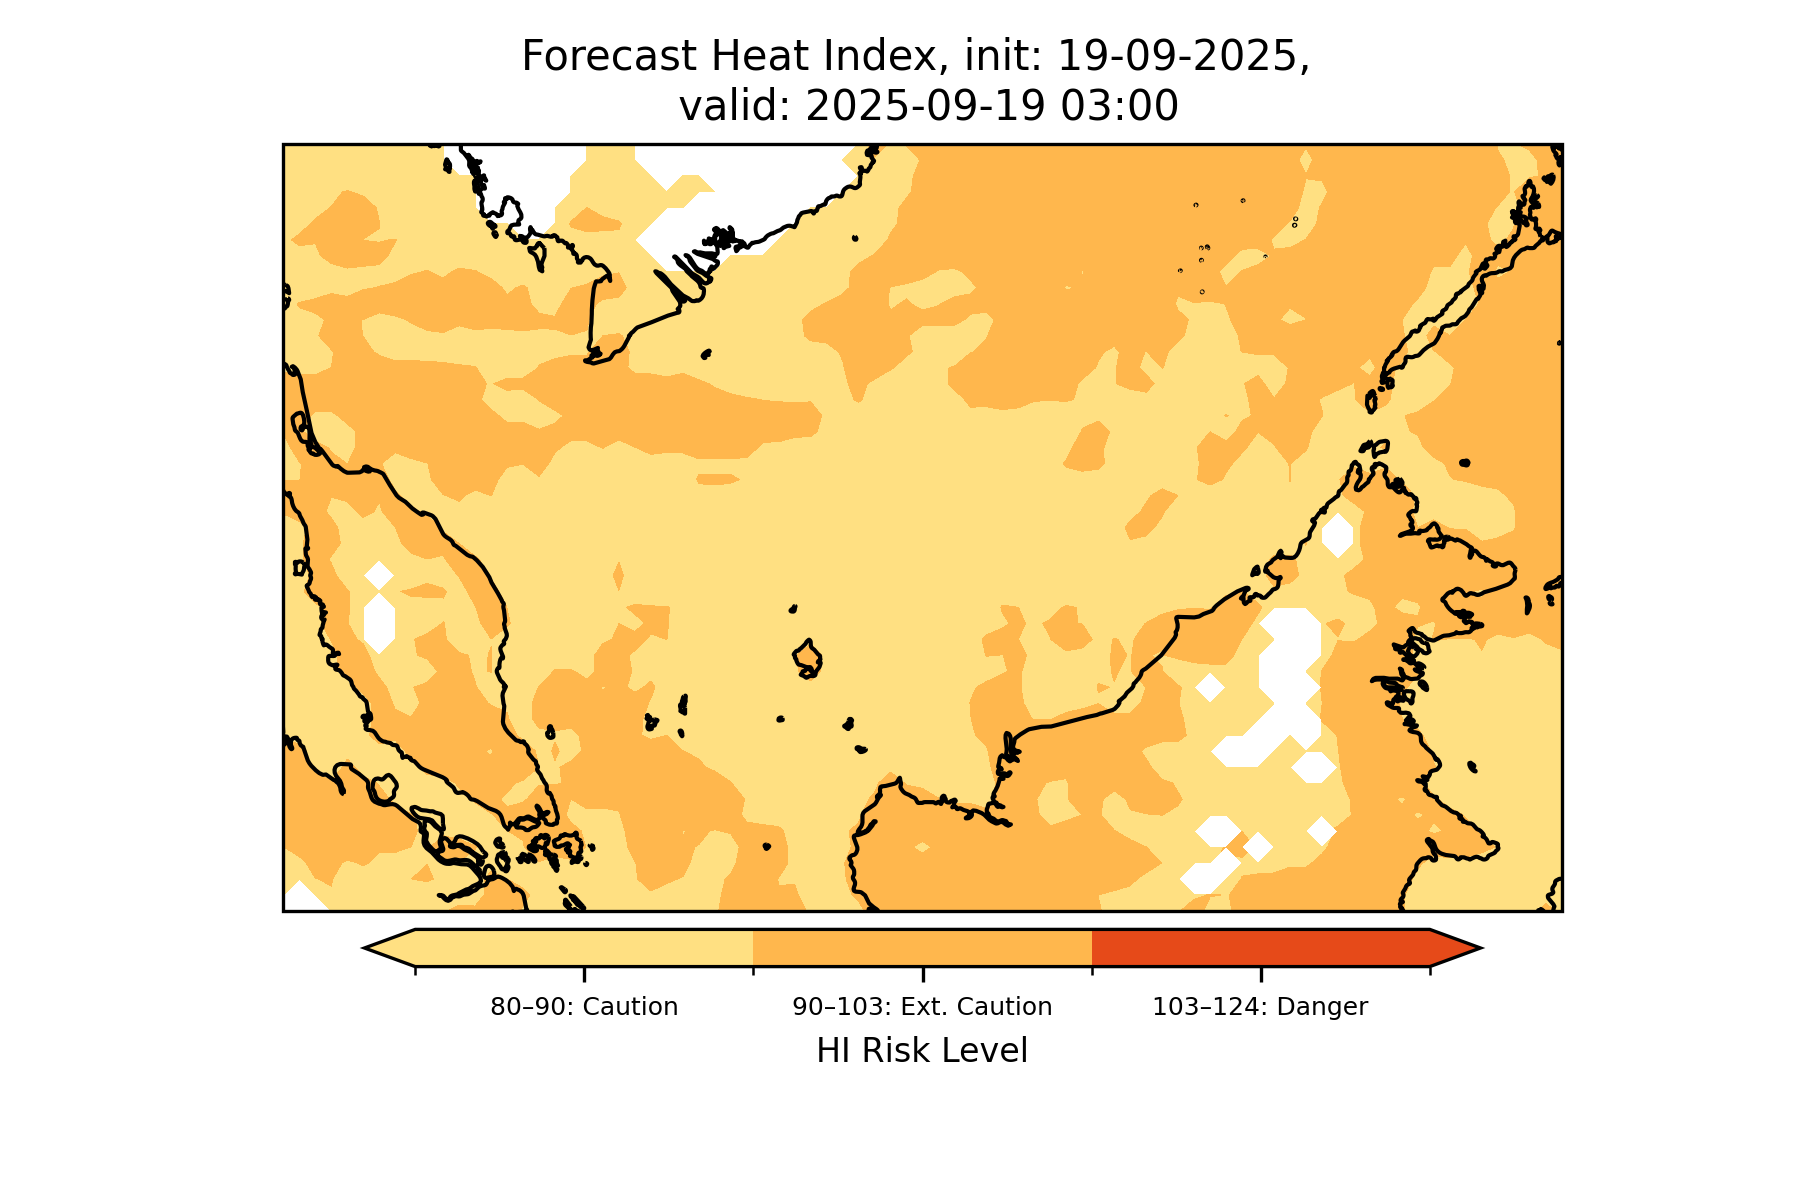 Forecast Heat Index, init: 19-09-2025,
valid: 2025-09-19 03:00
80–90: Caution
90–103: Ext. Caution
103–124: Danger
HI Risk Level